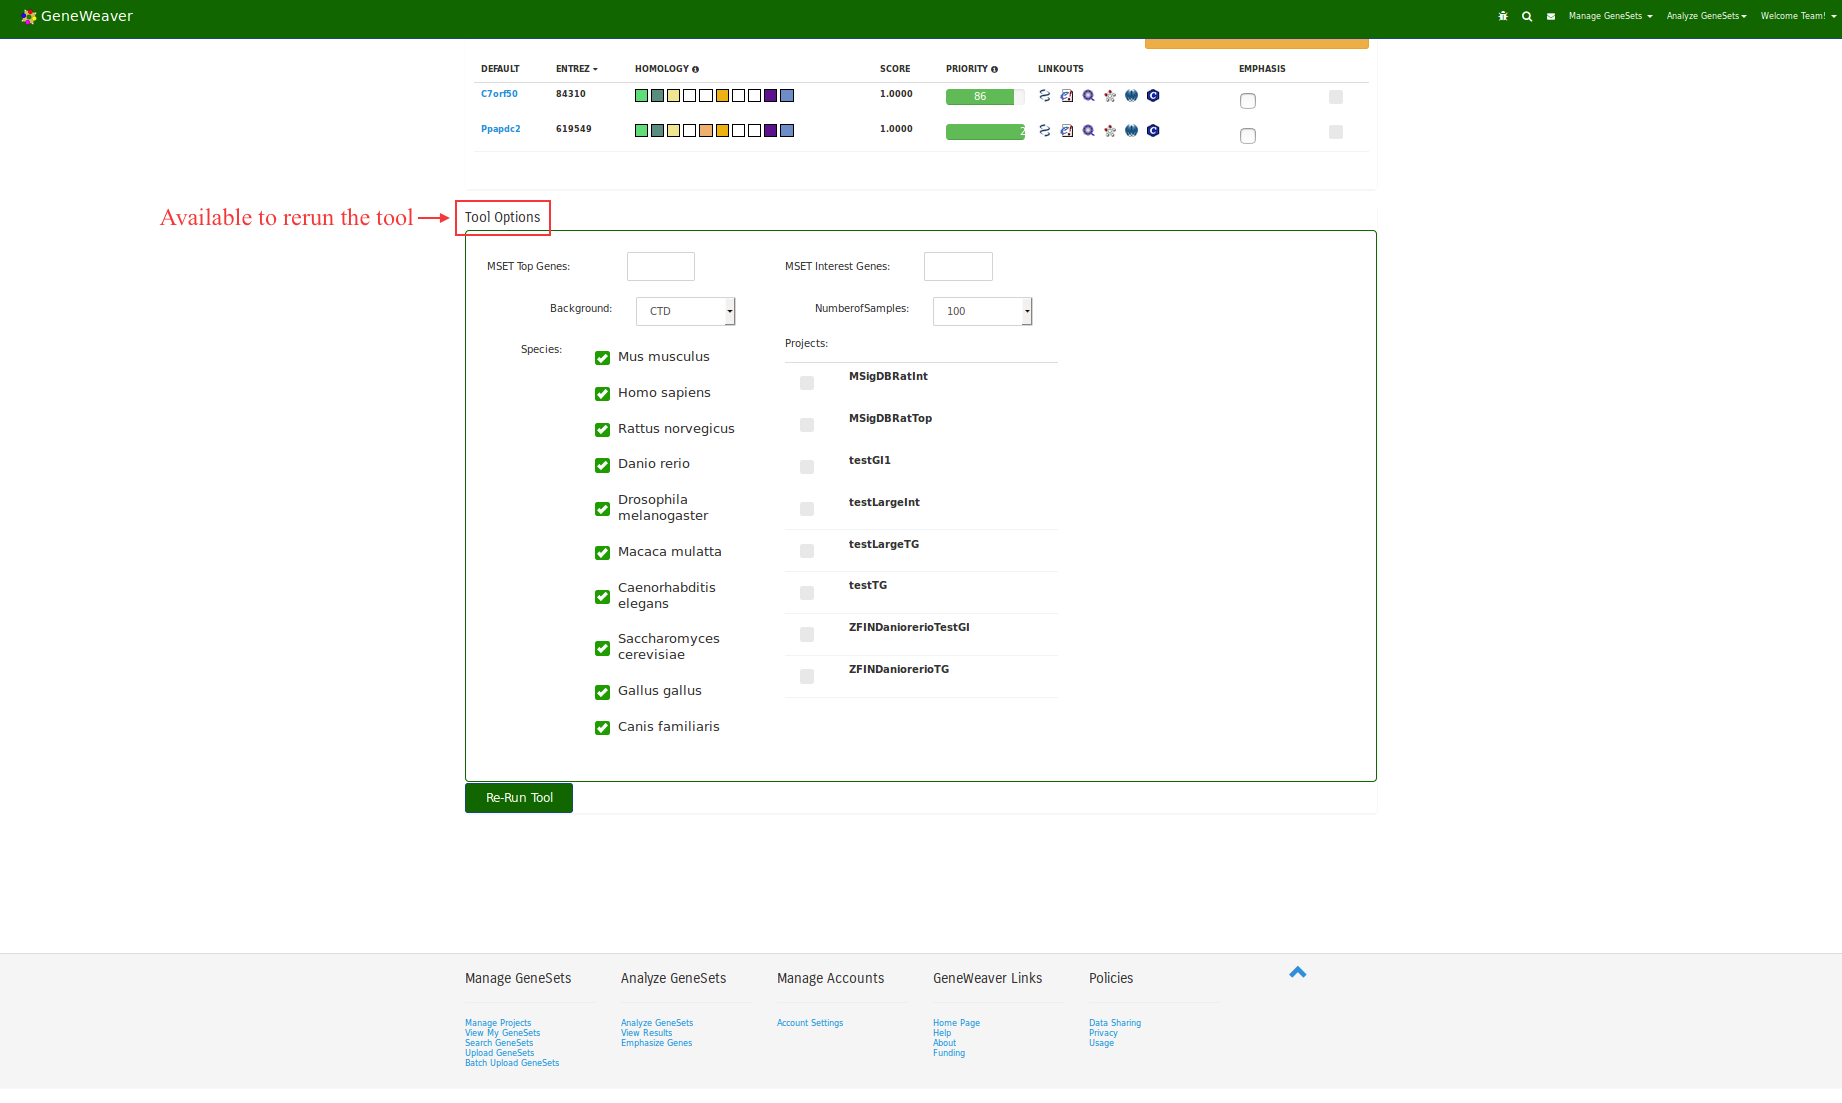 GeneWeaver
Manage GeneSets
Analyze GeneSets
Welcome Team!
DEFAULT ENTREZ HOMOLOGY SCORE PRIORITY LINKOUTS EMPHASIS
C7orf50 84310 1.0000 86
Ppapdc2 619549 1.0000 2
Available to rerun the tool
Tool Options
MSET Top Genes: MSET Interest Genes:
Background: CTD NumberofSamples: 100
Species:
Mus musculus
Homo sapiens
Rattus norvegicus
Danio rerio
Drosophila
melanogaster
Macaca mulatta
Caenorhabditis
elegans
Saccharomyces
cerevisiae
Gallus gallus
Canis familiaris
Projects:
MSigDBRatInt
MSigDBRatTop
testGI1
testLargeInt
testLargeTG
testTG
ZFINDaniorerioTestGI
ZFINDaniorerioTG
Re-Run Tool
Manage GeneSets
Manage Projects
View My GeneSets
Search GeneSets
Upload GeneSets
Batch Upload GeneSets
Analyze GeneSets
Analyze GeneSets
View Results
Emphasize Genes
Manage Accounts
Account Settings
GeneWeaver Links
Home Page
Help
About
Funding
Policies
Data Sharing
Privacy
Usage